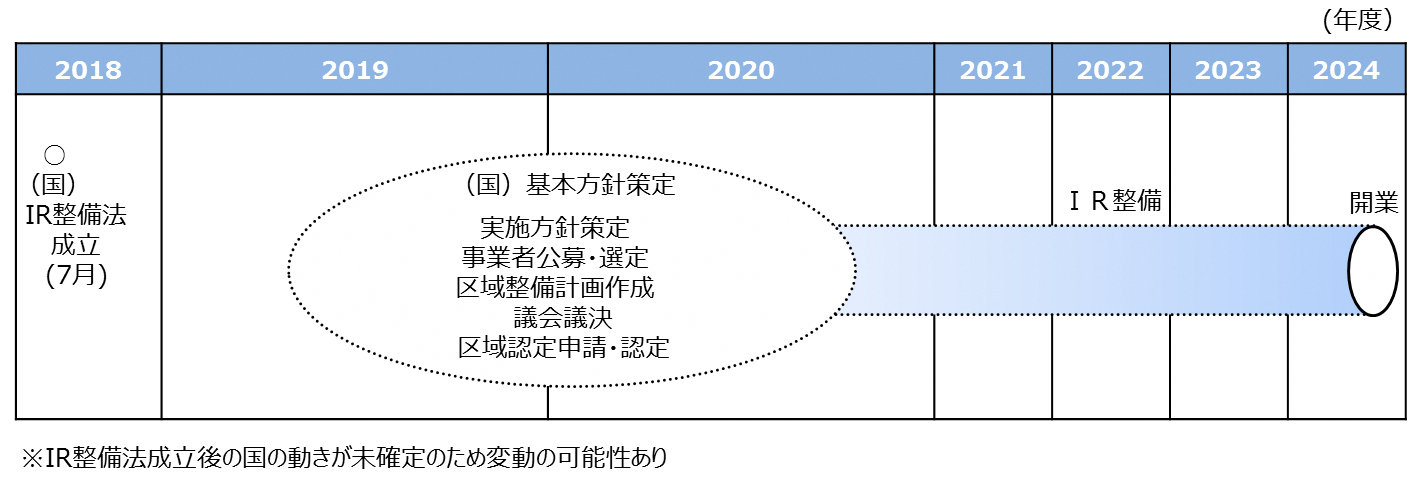 (年度)
2018 2019 2020 2021 2022 2023 2024
○
(国)
IR整備法
成立
(7月)
(国) 基本方針策定
実施方針策定
事業者公募・選定
区域整備計画作成
議会議決
区域認定申請・認定
ＩＲ整備
開業
※IR整備法成立後の国の動きが未確定のため変動の可能性あり